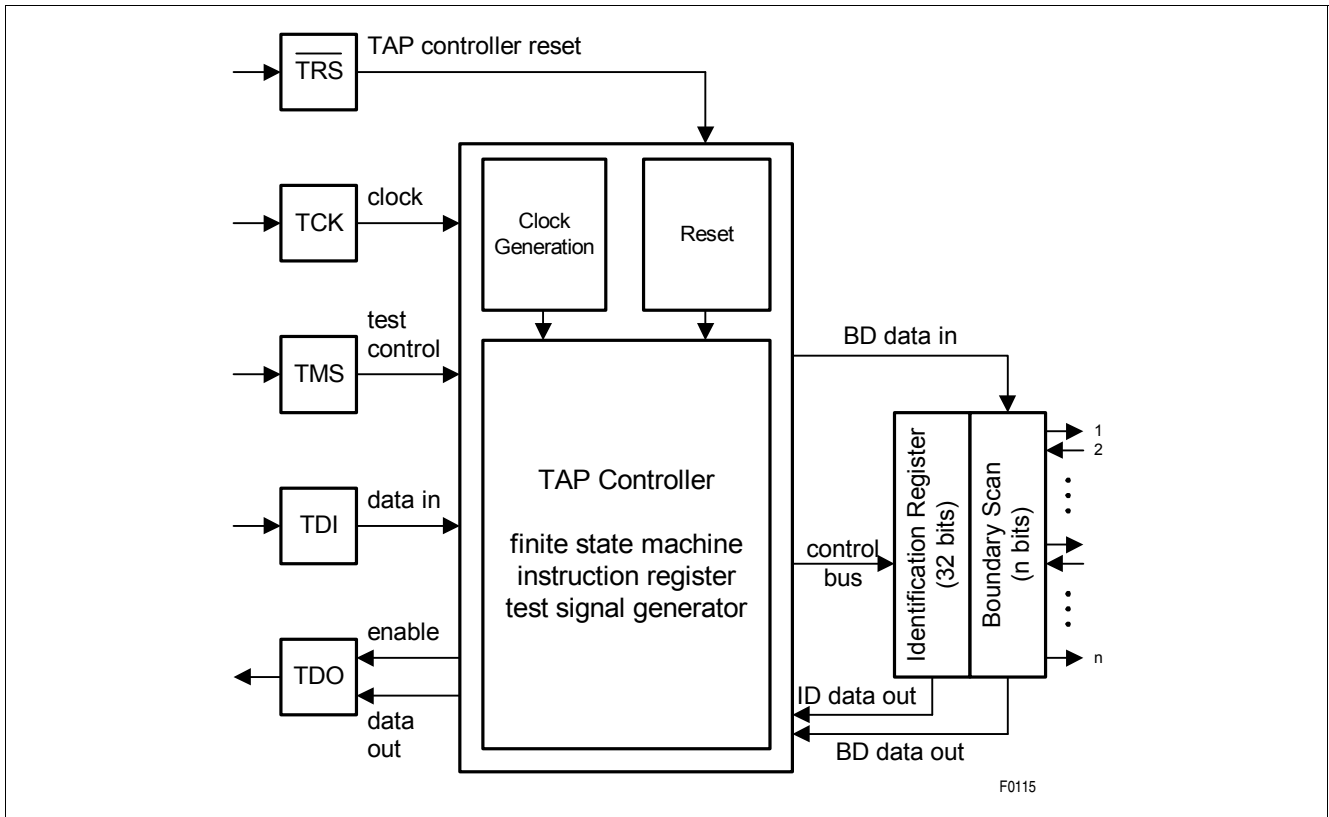 TAP controller reset
TRS
clock
TCK
Clock
Generation
Reset
test
control
TMS
BD data in
1
2
Identification Register
(32 bits)
Boundary Scan
(n bits)
TAP Controller
data in
TDI
finite state machine
instruction register
test signal generator
control
bus
enable
TDO
data
out
n
ID data out
BD data out
F0115